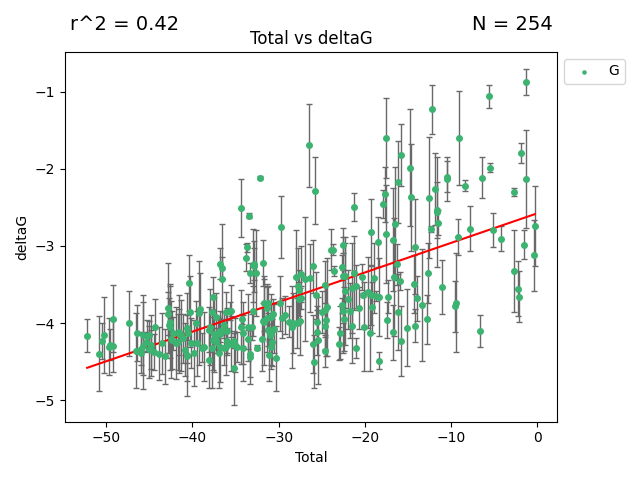 r^2 = 0.42
N = 254
Total vs deltaG
G
−1
−2
−3
−4
−5
deltaG
−50
−40
−30
−20
−10
0
Total